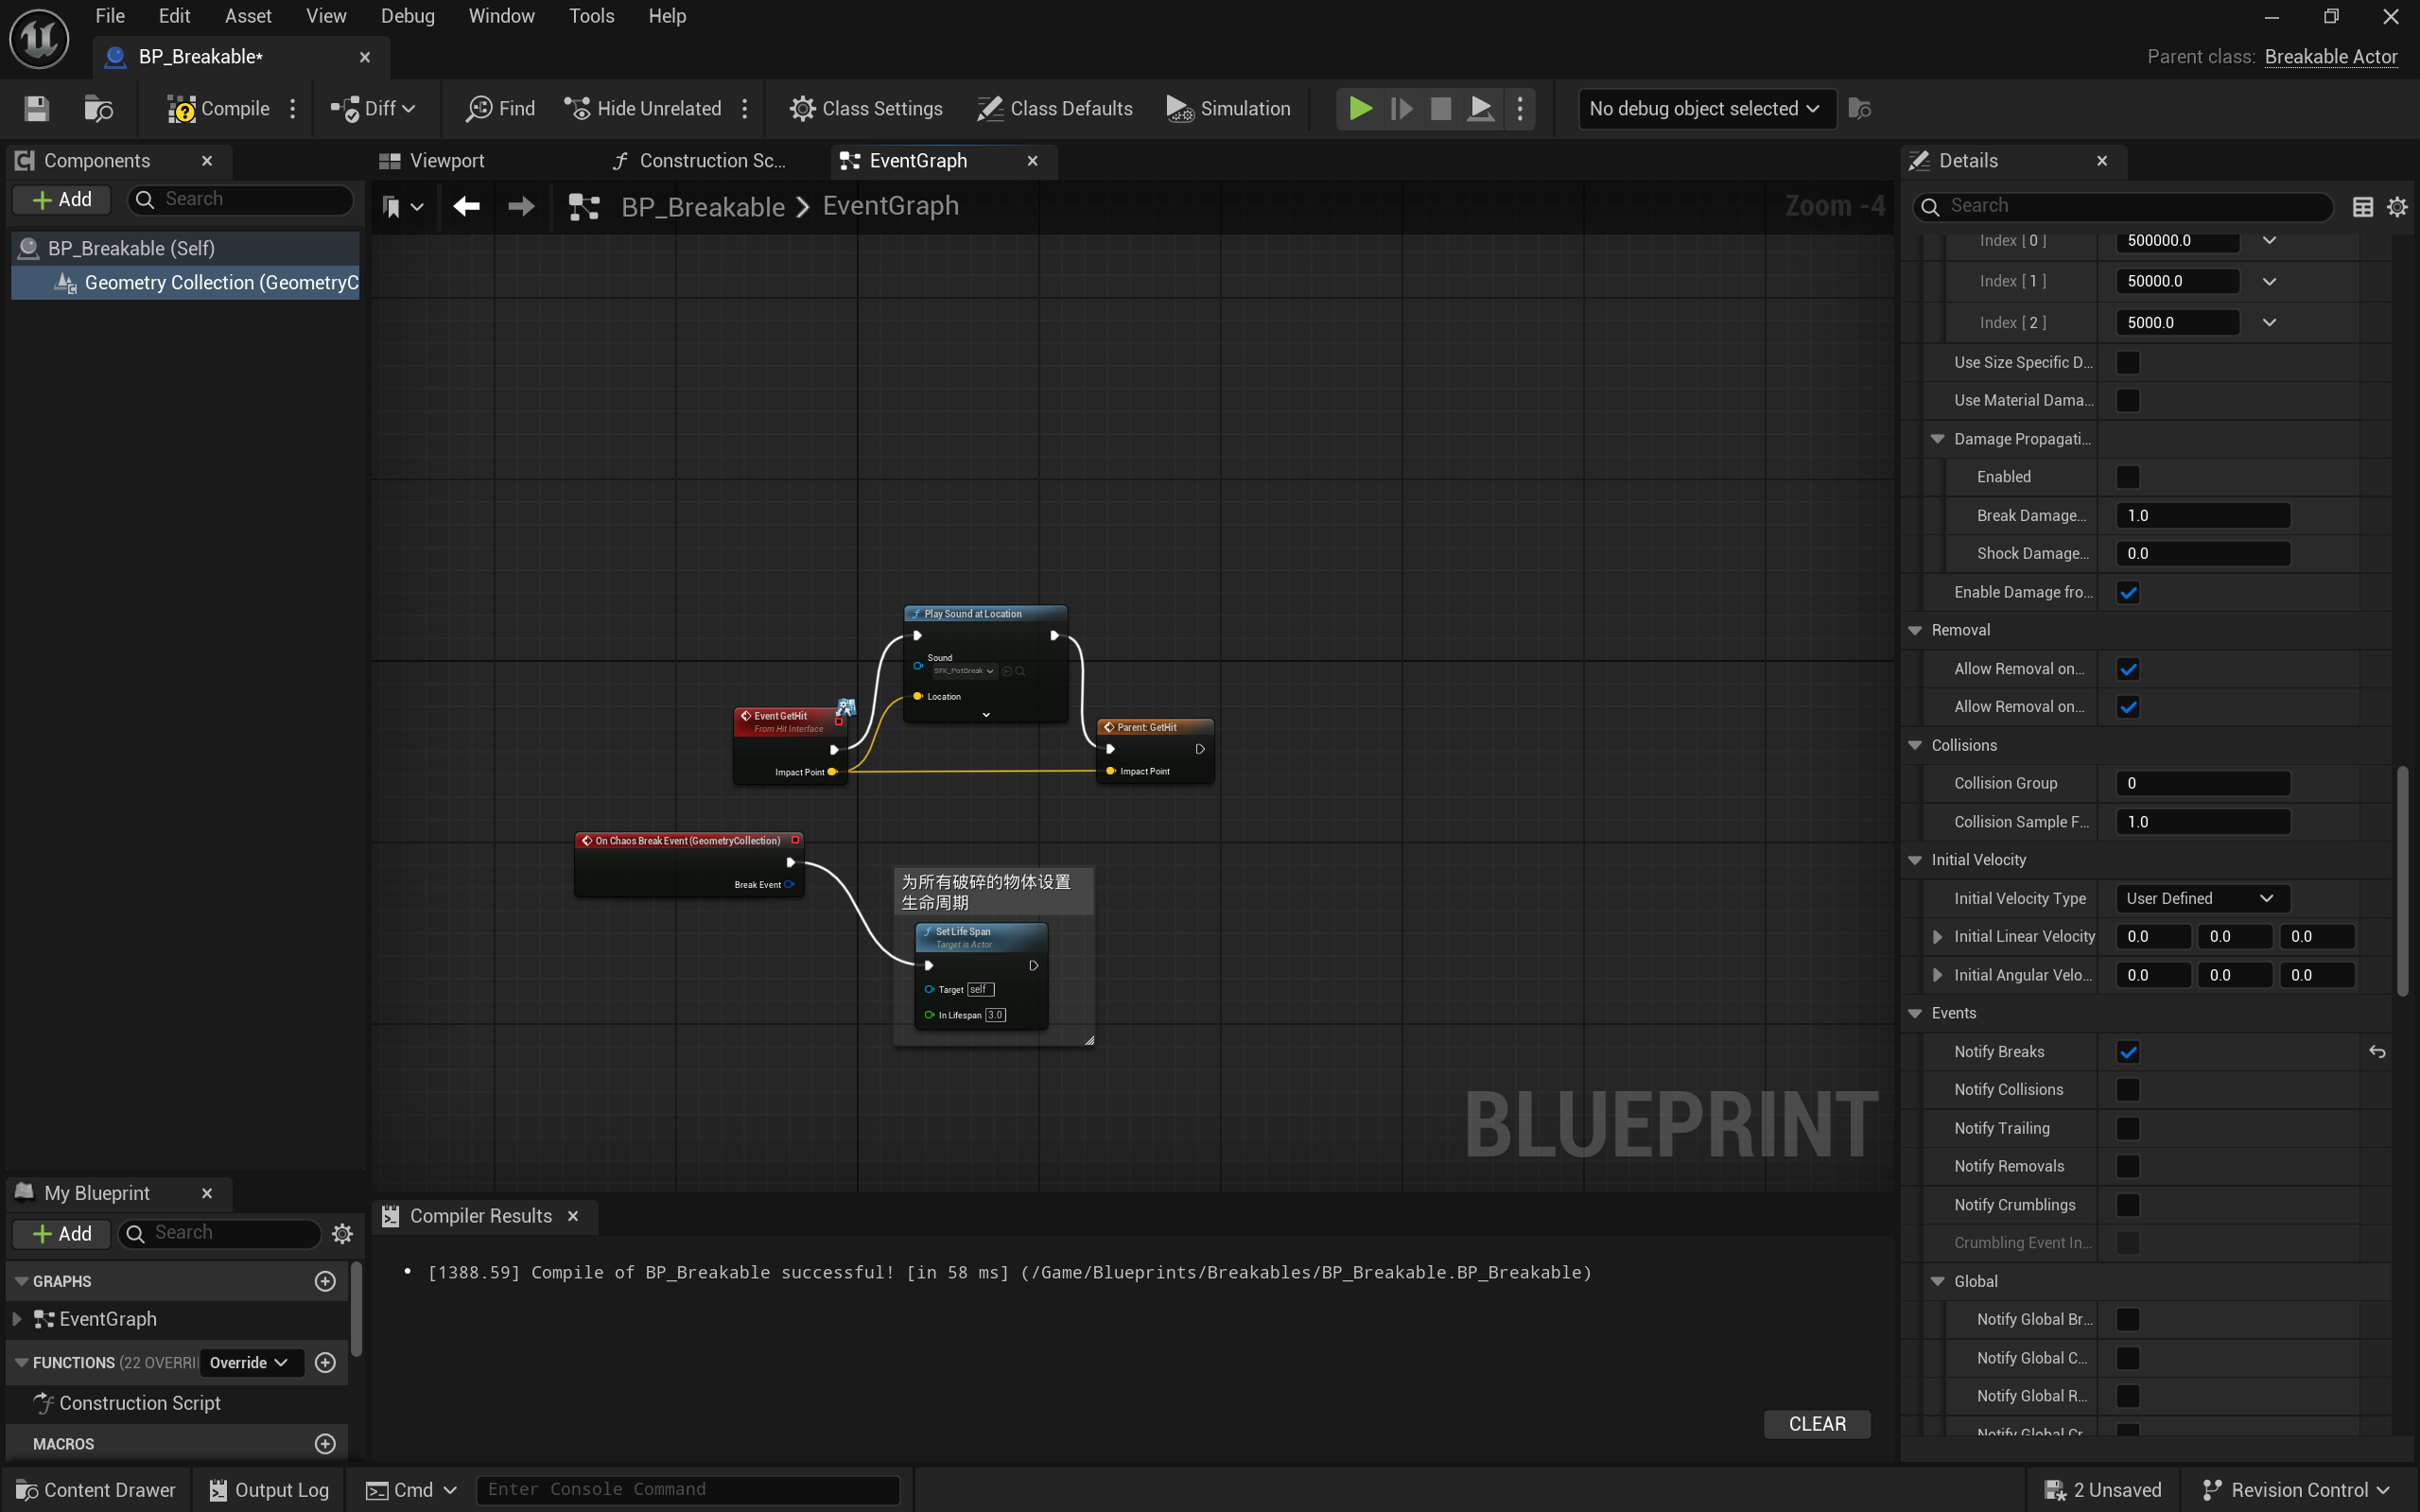 File Edit Asset View Debug Window Tools Help
BP_Breakable*
Parent class: Breakable Actor
Compile Diff Find Hide Unrelated Class Settings Class Defaults Simulation No debug object selected
Components
Add Search
BP_Breakable (Self)
Geometry Collection (GeometryC
Viewport Construction Sc... EventGraph
BP_Breakable > EventGraph Zoom -4
Play Sound at Location
Sound
SFK_PotBreak
Location
Event GetHit
From Hit Interface
Impact Point
Parent: GetHit
Impact Point
On Chaos Break Event (GeometryCollection)
Break Event
为所有破碎的物体设置
生命周期
Set Life Span
Target is Actor
Target self
In Lifespan 3.0
BLUEPRINT
My Blueprint
Add Search
GRAPHS
EventGraph
FUNCTIONS (22 OVERRI Override
Construction Script
MACROS
Compiler Results
• [1388.59] Compile of BP_Breakable successful! [in 58 ms] (/Game/Blueprints/Breakables/BP_Breakable.BP_Breakable)
CLEAR
Details
Search
Index [ 0 ] 500000.0
Index [ 1 ] 50000.0
Index [ 2 ] 5000.0
Use Size Specific D...
Use Material Dama...
Damage Propagati...
Enabled
Break Damage... 1.0
Shock Damage... 0.0
Enable Damage fro...
Removal
Allow Removal on...
Allow Removal on...
Collisions
Collision Group 0
Collision Sample F... 1.0
Initial Velocity
Initial Velocity Type User Defined
Initial Linear Velocity 0.0 0.0 0.0
Initial Angular Velo... 0.0 0.0 0.0
Events
Notify Breaks
Notify Collisions
Notify Trailing
Notify Removals
Notify Crumblings
Crumbling Event In...
Global
Notify Global Br...
Notify Global C...
Notify Global R...
Notify Global Cr...
Content Drawer Output Log Cmd Enter Console Command 2 Unsaved Revision Control